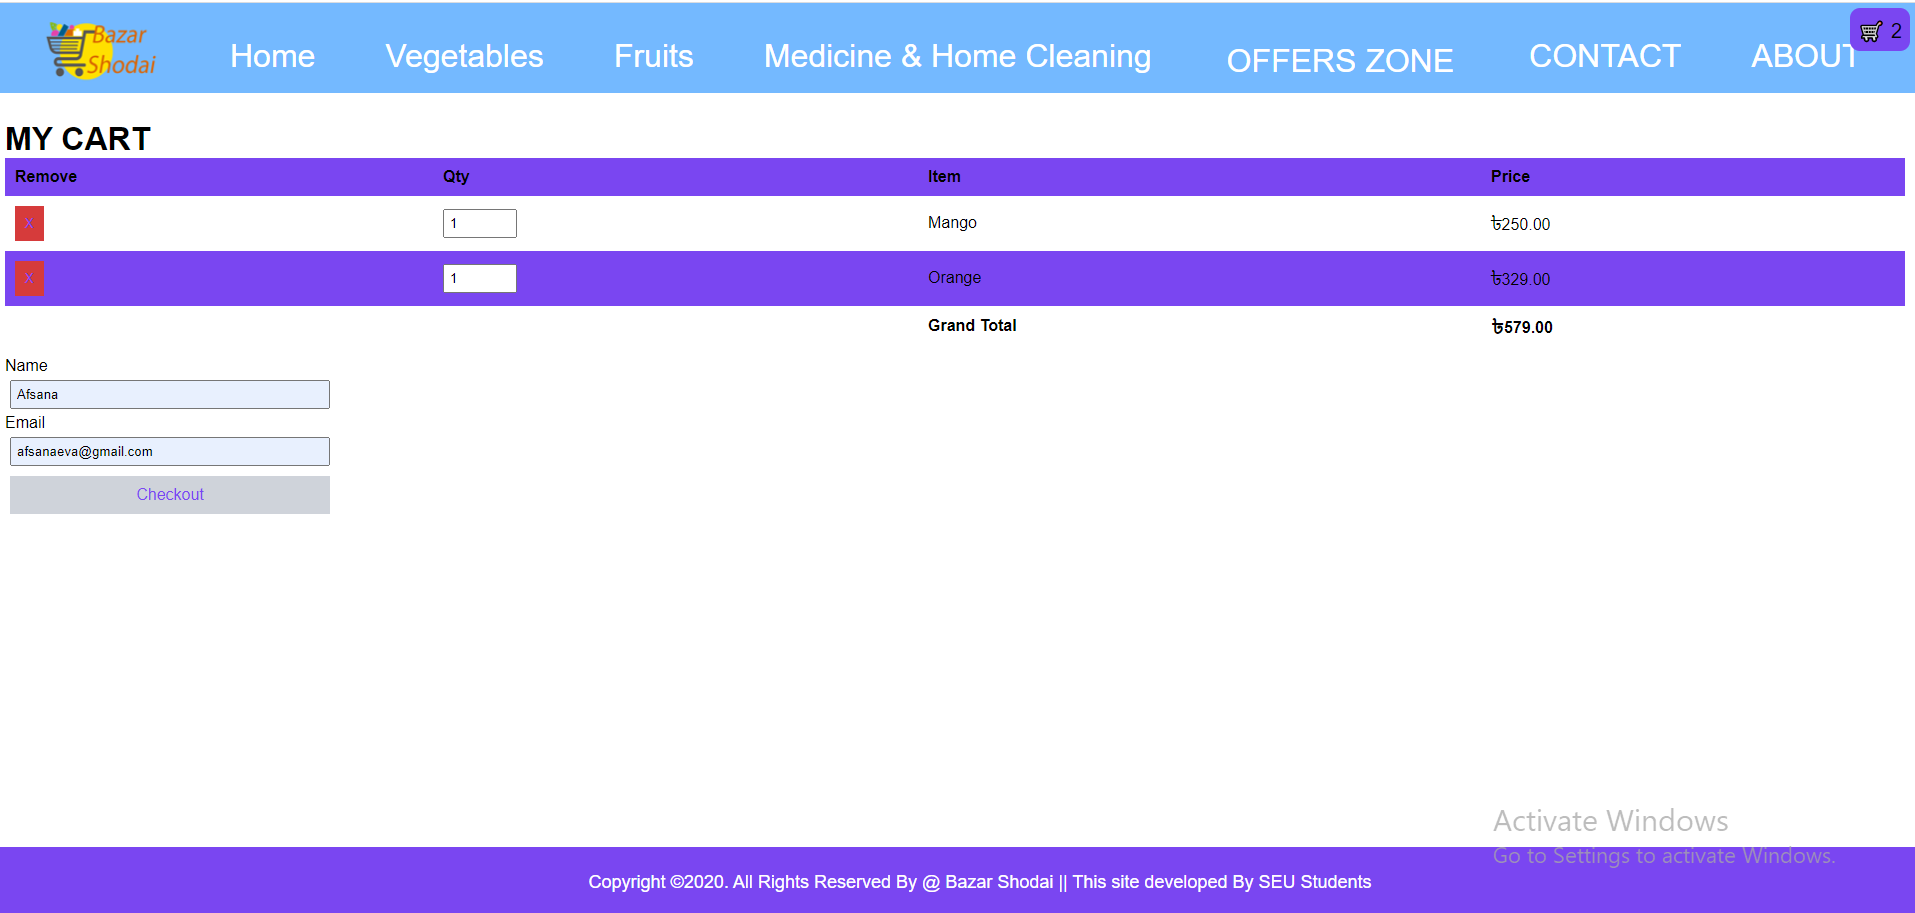 Bazar
Shodai
Home Vegetables Fruits Medicine & Home Cleaning OFFERS ZONE CONTACT ABOUT 2
MY CART
Remove Qty Item Price
X 1 Mango ৳250.00
X 1 Orange ৳329.00
Grand Total ৳579.00
Name
Afsana
Email
afsanaeva@gmail.com
Checkout
Activate Windows
Go to Settings to activate Windows.
Copyright ©2020. All Rights Reserved By @ Bazar Shodai || This site developed By SEU Students